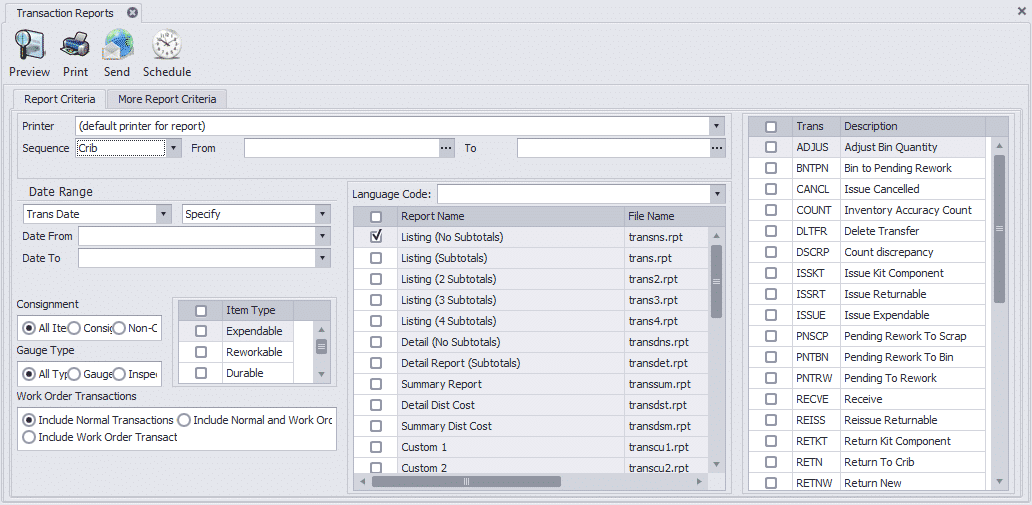 Transaction Reports
Preview Print Send Schedule
Report Criteria More Report Criteria
Printer (default printer for report)
Sequence Crib From To
Date Range
Trans Date Specify
Date From
Date To
Consignment
All Ite Consig Non-C
Gauge Type
All Typ Gauge Inspe
Item Type
Expendable
Reworkable
Durable
Work Order Transactions
Include Normal Transactions Include Normal and Work Orc
Include Work Order Transact
Language Code:
Report Name File Name
Listing (No Subtotals) transns.rpt
Listing (Subtotals) trans.rpt
Listing (2 Subtotals) trans2.rpt
Listing (3 Subtotals) trans3.rpt
Listing (4 Subtotals) trans4.rpt
Detail (No Subtotals) transdns.rpt
Detail Report (Subtotals) transdet.rpt
Summary Report transsum.rpt
Detail Dist Cost transdst.rpt
Summary Dist Cost transdsm.rpt
Custom 1 transcu1.rpt
Custom 2 transcu2.rpt
Trans Description
ADJUS Adjust Bin Quantity
BNTPN Bin to Pending Rework
CANCL Issue Cancelled
COUNT Inventory Accuracy Count
DLTFR Delete Transfer
DSCRP Count discrepancy
ISSKT Issue Kit Component
ISSRT Issue Returnable
ISSUE Issue Expendable
PNSCP Pending Rework To Scrap
PNTBN Pending Rework To Bin
PNTRW Pending To Rework
RECVE Receive
REISS Reissue Returnable
RETKT Return Kit Component
RETN Return To Crib
RETNW Return New